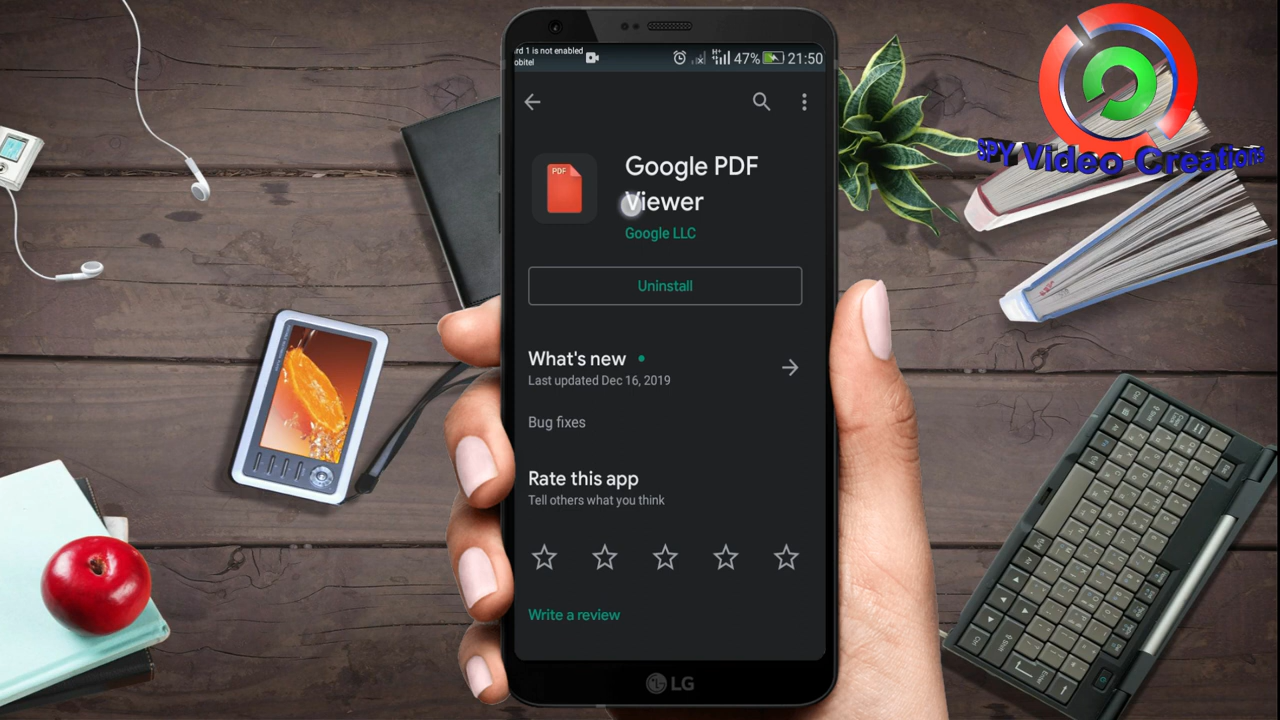 rd 1 is not enabled
obitel
47%
21:50
PDF
Google PDF
Viewer
Google LLC
Uninstall
What's new
Last updated Dec 16, 2019
Bug fixes
Rate this app
Tell others what you think
Write a review
LG
SPY Video Creations